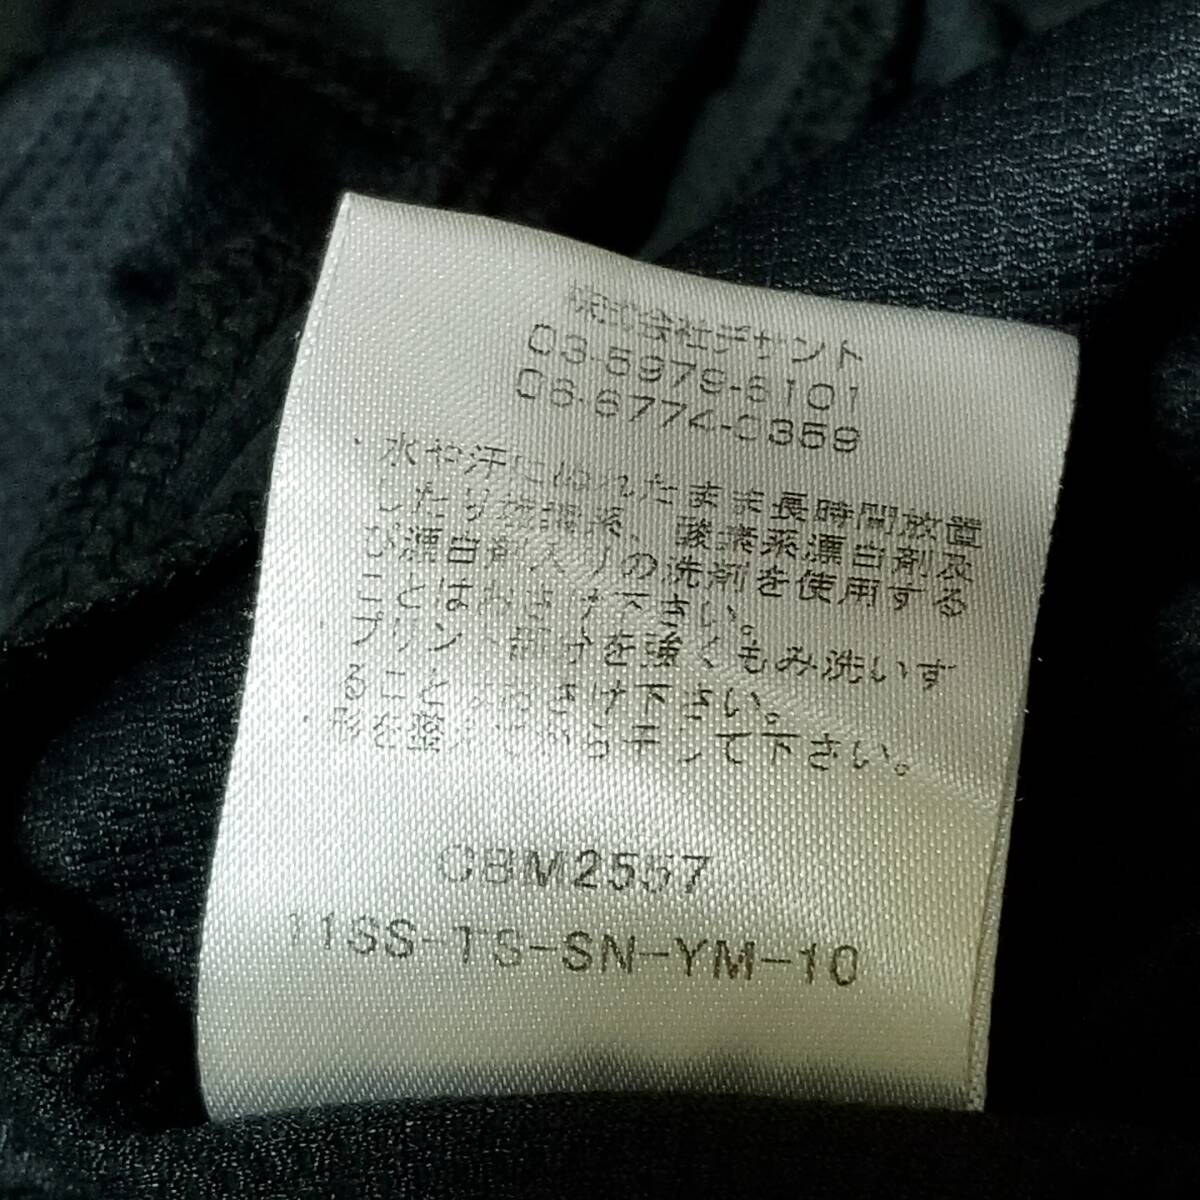 株式会社デサント
03-5979-6101
06-6774-0359
・水や汗にぬれたまま長時間放置
したり 酸素系漂白剤及
び漂白剤入りの洗剤を使用する
ことはおさけ下さい。
プリント部分を強くもみ洗いす
ることはおさけ下さい。
・形を整えてから干して下さい。
CBM2557
11SS-TS-SN-YM-10